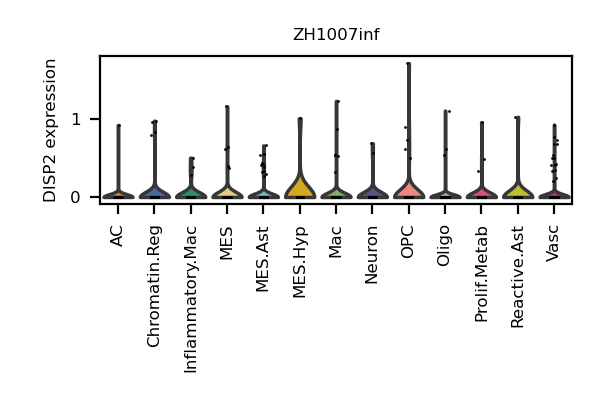 ZH1007inf
DISP2 expression
1
0
AC
Chromatin.Reg
Inflammatory.Mac
MES
MES.Ast
MES.Hyp
Mac
Neuron
OPC
Oligo
Prolif.Metab
Reactive.Ast
Vasc